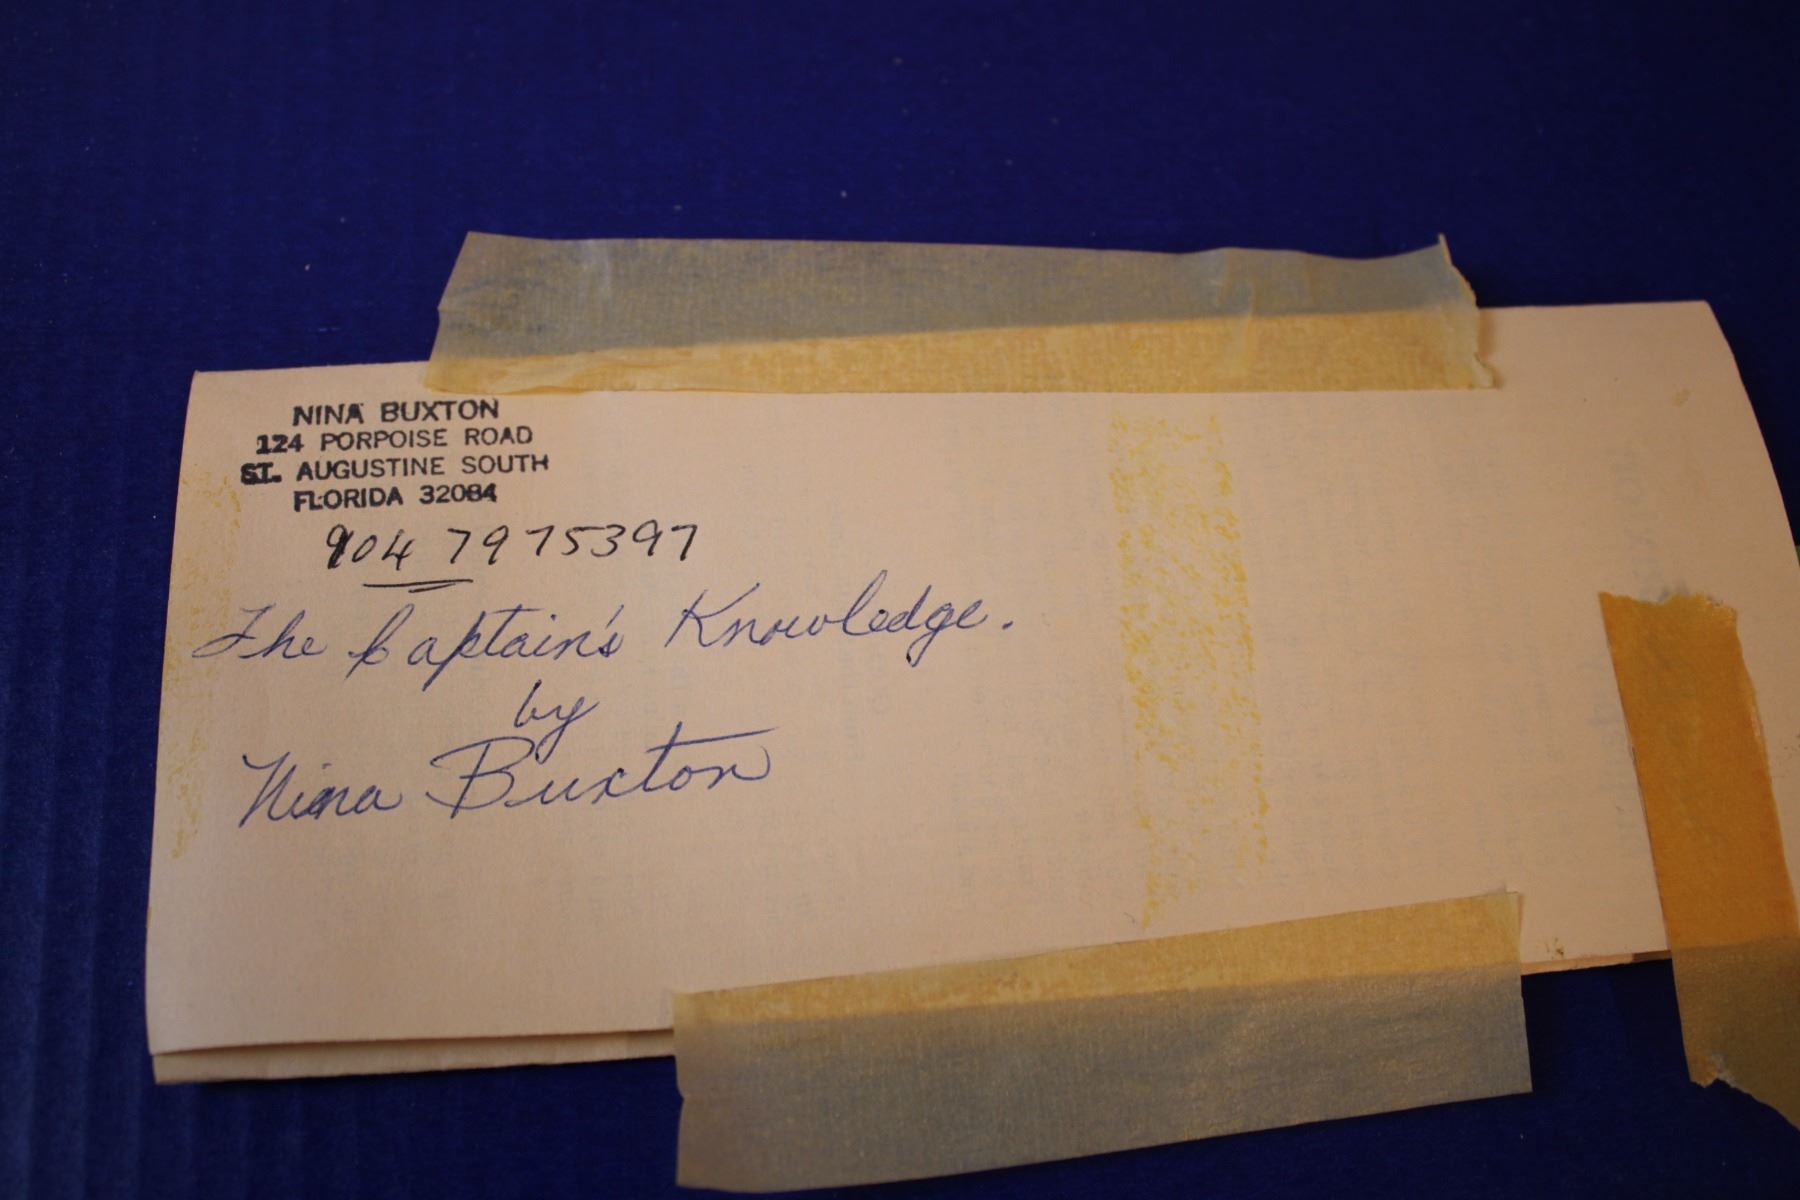 NINA BUXTON
124 PORPOISE ROAD
ST. AUGUSTINE SOUTH
FLORIDA 32084
904 7975397
The Captain's Knowledge.
by
Nina Buxton